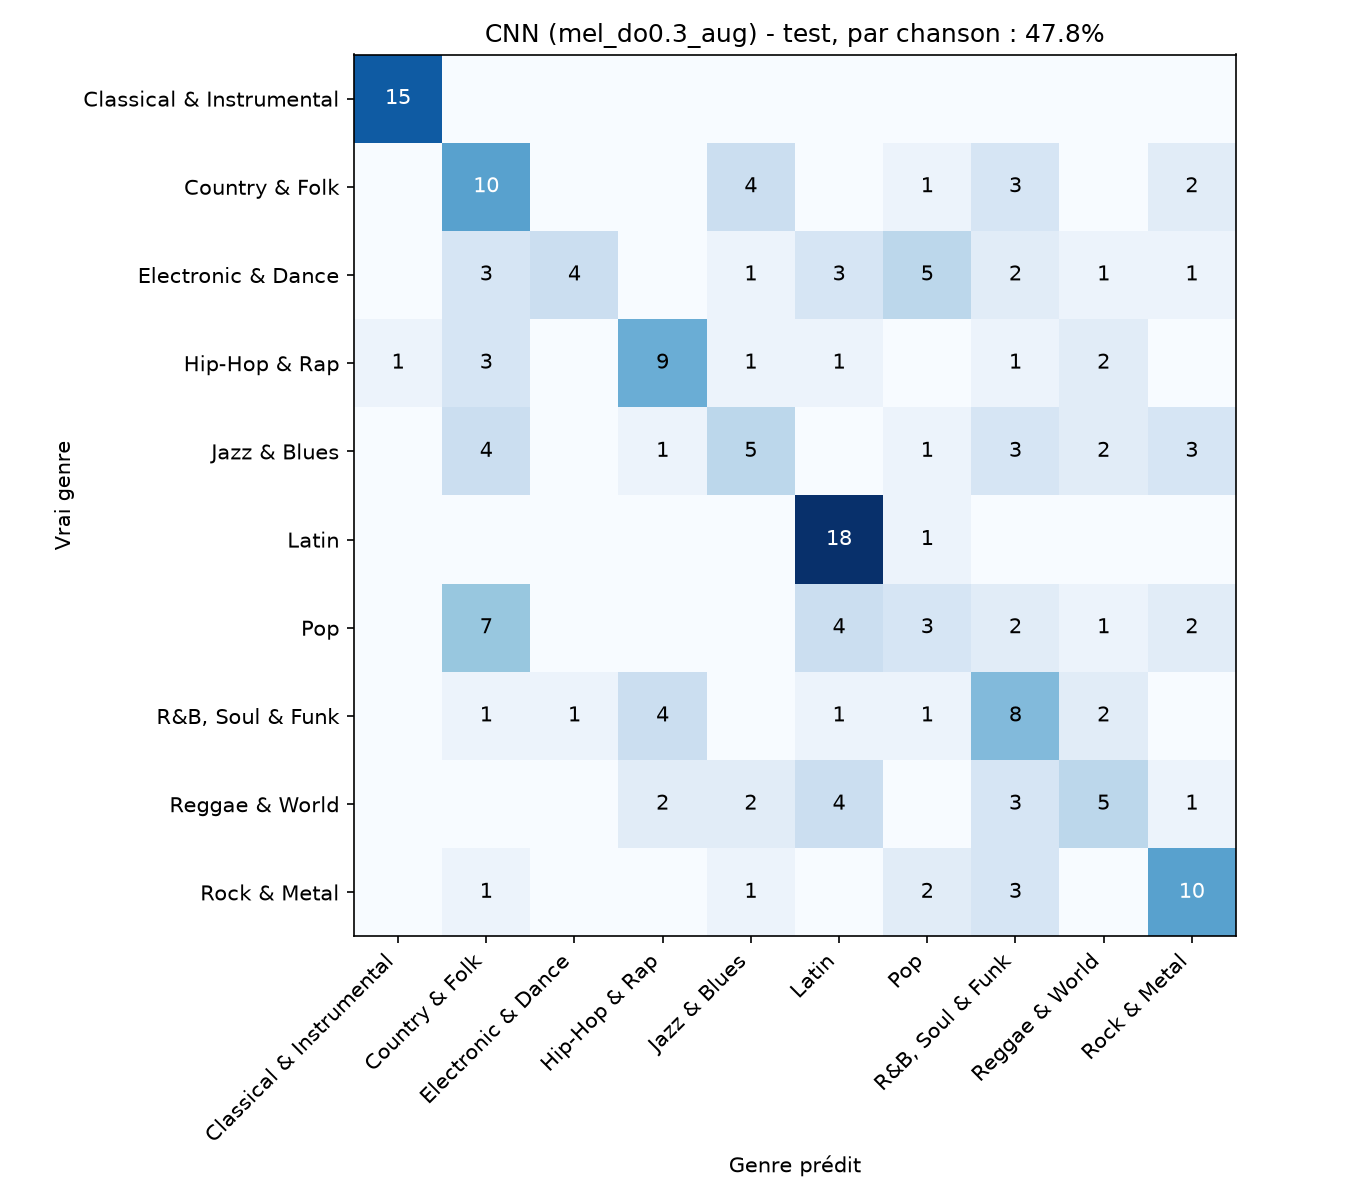 CNN (mel_do0.3_aug) - test, par chanson : 47.8%
Vrai genre
Classical & Instrumental 15
Country & Folk 10 4 1 3 2
Electronic & Dance 3 4 1 3 5 2 1 1
Hip-Hop & Rap 1 3 9 1 1 1 2
Jazz & Blues 4 1 5 1 3 2 3
Latin 18 1
Pop 7 4 3 2 1 2
R&B, Soul & Funk 1 1 4 1 1 8 2
Reggae & World 2 2 4 3 5 1
Rock & Metal 1 1 2 3 10
Classical & Instrumental
Country & Folk
Electronic & Dance
Hip-Hop & Rap
Jazz & Blues
Latin
Pop
R&B, Soul & Funk
Reggae & World
Rock & Metal
Genre prédit